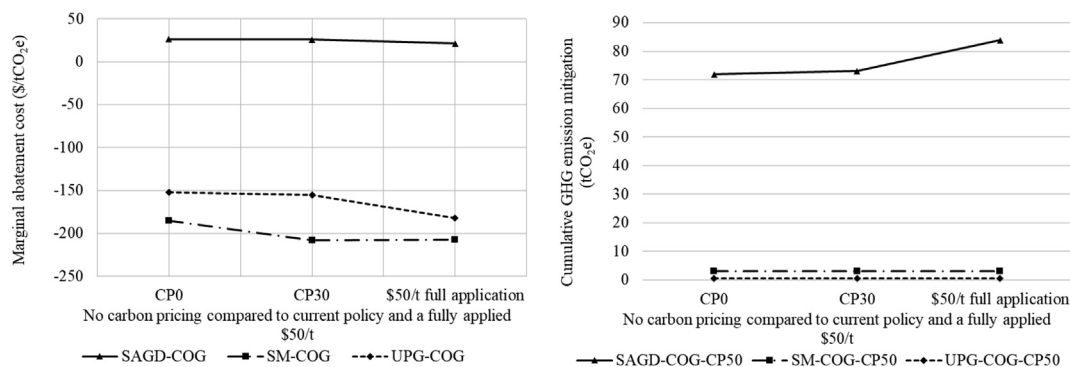 Marginal abatement cost ($/tCO2e)
50
0
-50
-100
-150
-200
-250
CP0 CP30 $50/t full application
No carbon pricing compared to current policy and a fully applied
$50/t
SAGD-COG SM-COG UPG-COG
Cumulative GHG emission mitigation
(tCO2e)
90
80
70
60
50
40
30
20
10
0
CP0 CP30 $50/t full application
No carbon pricing compared to current policy and a fully applied
$50/t
SAGD-COG-CP50 SM-COG-CP50 UPG-COG-CP50